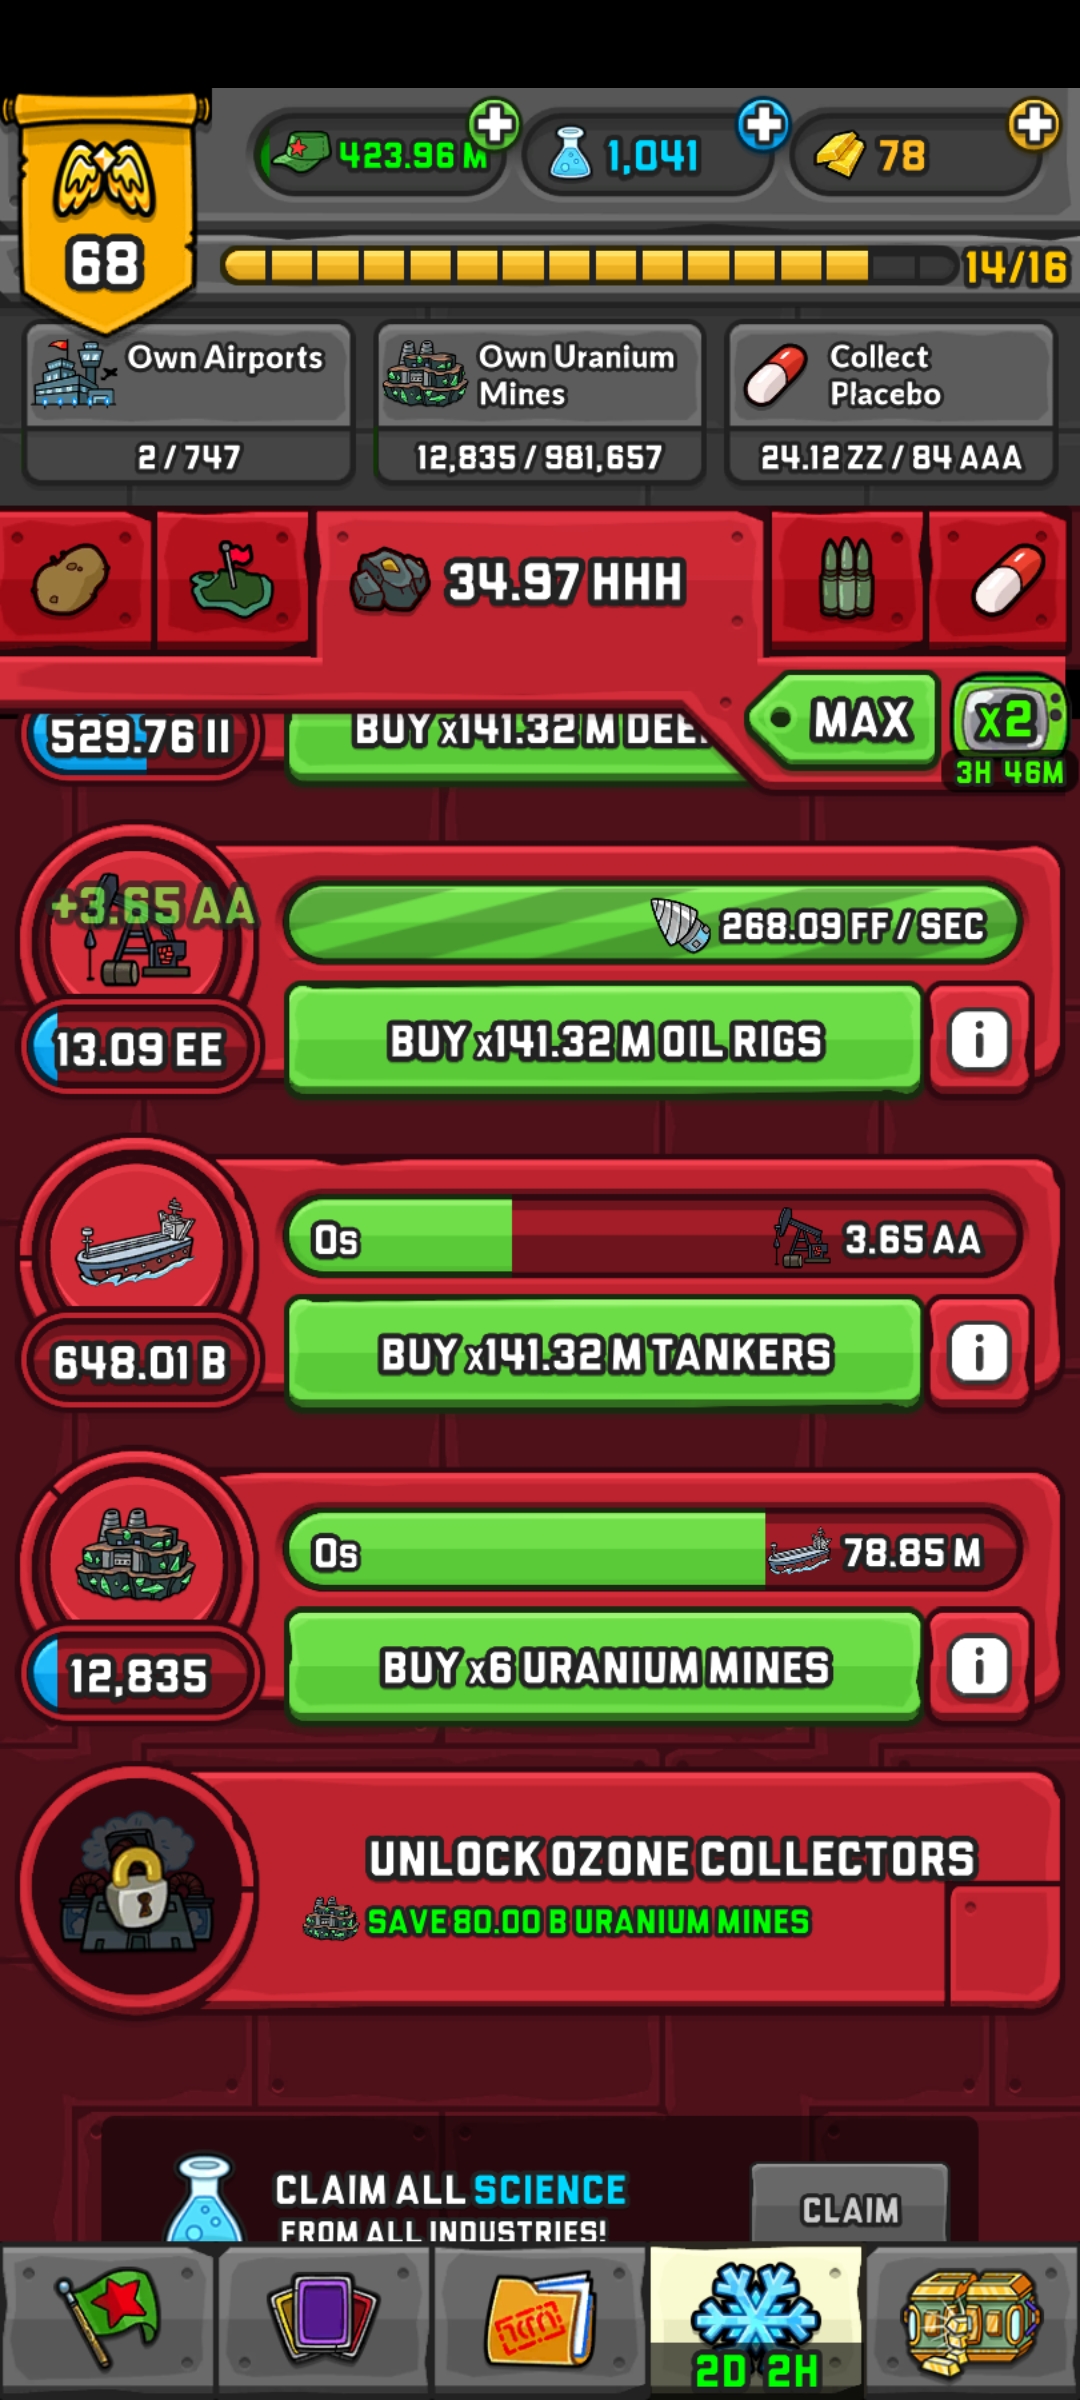 423.96 M
1,041
78
68
14/16
Own Airports
2 / 747
Own Uranium
Mines
12,835 / 981,657
Collect
Placebo
24.12 ZZ / 84 AAA
34.97 HHH
MAX
x2
3H 46M
529.76 II
BUY x141.32 M DEE
+3.65 AA
268.09 FF / SEC
13.09 EE
BUY x141.32 M OIL RIGS
i
0s
3.65 AA
648.01 B
BUY x141.32 M TANKERS
i
0s
78.85 M
12,835
BUY x6 URANIUM MINES
i
UNLOCK OZONE COLLECTORS
SAVE 80.00 B URANIUM MINES
CLAIM ALL SCIENCE
FROM ALL INDUSTRIES!
CLAIM
2D 2H